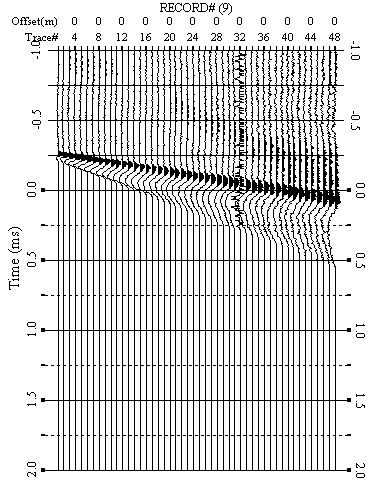 RECORD# (9)
Offset(m) 0 0 0 0 0 0 0 0 0 0 0 0
Trace# 4 8 12 16 20 24 28 32 36 40 44 48
-1.0 -1.0
-0.5 -0.5
0.0 0.0
0.5 0.5
Time (ms)
1.0 1.0
1.5 1.5
2.0 2.0